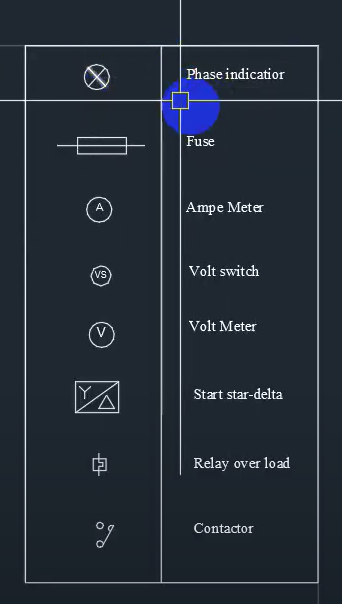 Phase indicatior
Fuse
A
Ampe Meter
VS
Volt switch
V
Volt Meter
Start star-delta
Relay over load
Contactor